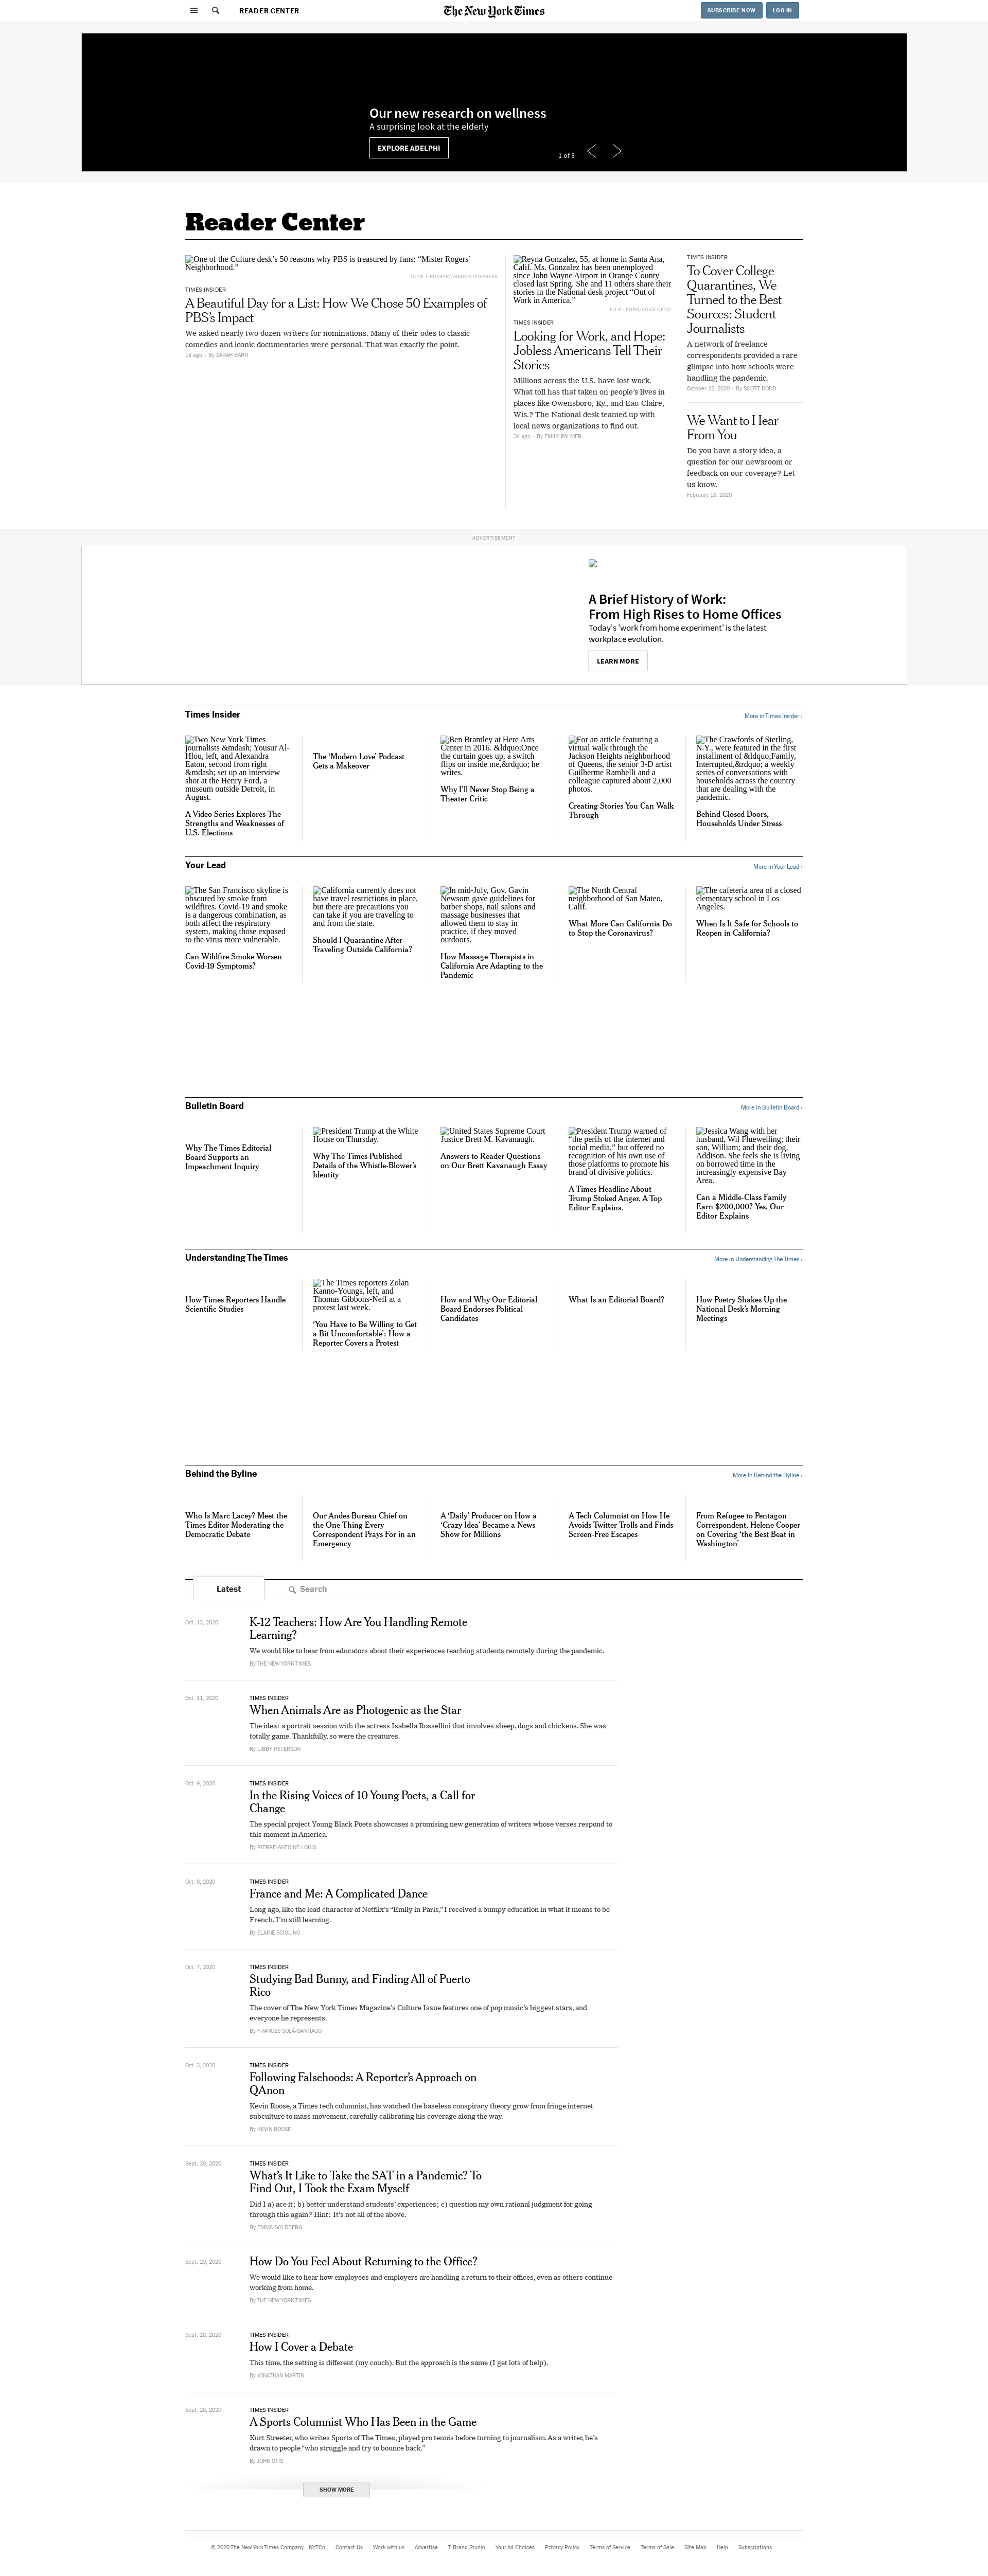 READER CENTER
The New York Times
SUBSCRIBE NOW
LOG IN
Our new research on wellness
A surprising look at the elderly
EXPLORE ADELPHI
1 of 3
Reader Center
One of the Culture desk’s 50 reasons why PBS is treasured by fans: “Mister Rogers’
Neighborhood.”
GENE J. PUSKAR/ASSOCIATED PRESS
TIMES INSIDER
A Beautiful Day for a List: How We Chose 50 Examples of
PBS’s Impact
We asked nearly two dozen writers for nominations. Many of their odes to classic
comedies and iconic documentaries were personal. That was exactly the point.
1d ago - By SARAH BAHR
Reyna Gonzalez, 55, at home in Santa Ana,
Calif. Ms. Gonzalez has been unemployed
since John Wayne Airport in Orange County
closed last Spring. She and 11 others share their
stories in the National desk project “Out of
Work in America.”
JULIE LEOPO/VOICE OF OC
TIMES INSIDER
Looking for Work, and Hope:
Jobless Americans Tell Their
Stories
Millions across the U.S. have lost work.
What toll has that taken on people’s lives in
places like Owensboro, Ky., and Eau Claire,
Wis.? The National desk teamed up with
local news organizations to find out.
3d ago - By EMILY PALMER
TIMES INSIDER
To Cover College
Quarantines, We
Turned to the Best
Sources: Student
Journalists
A network of freelance
correspondents provided a rare
glimpse into how schools were
handling the pandemic.
October 22, 2020 - By SCOTT DODD
We Want to Hear
From You
Do you have a story idea, a
question for our newsroom or
feedback on our coverage? Let
us know.
February 18, 2020
ADVERTISEMENT
A Brief History of Work:
From High Rises to Home Offices
Today's 'work from home experiment' is the latest
workplace evolution.
LEARN MORE
Times Insider
More in Times Insider ›
Two New York Times
journalists &mdash; Yousur Al-
Hlou, left, and Alexandra
Eaton, second from right
&mdash; set up an interview
shot at the Henry Ford, a
museum outside Detroit, in
August.
A Video Series Explores The
Strengths and Weaknesses of
U.S. Elections
The ‘Modern Love’ Podcast
Gets a Makeover
Ben Brantley at Here Arts
Center in 2016. &ldquo;Once
the curtain goes up, a switch
flips on inside me,&rdquo; he
writes.
Why I’ll Never Stop Being a
Theater Critic
For an article featuring a
virtual walk through the
Jackson Heights neighborhood
of Queens, the senior 3-D artist
Guilherme Rambelli and a
colleague captured about 2,000
photos.
Creating Stories You Can Walk
Through
The Crawfords of Sterling,
N.Y., were featured in the first
installment of &ldquo;Family,
Interrupted,&rdquo; a weekly
series of conversations with
households across the country
that are dealing with the
pandemic.
Behind Closed Doors,
Households Under Stress
Your Lead
More in Your Lead ›
The San Francisco skyline is
obscured by smoke from
wildfires. Covid-19 and smoke
is a dangerous combination, as
both affect the respiratory
system, making those exposed
to the virus more vulnerable.
Can Wildfire Smoke Worsen
Covid-19 Symptoms?
California currently does not
have travel restrictions in place,
but there are precautions you
can take if you are traveling to
and from the state.
Should I Quarantine After
Traveling Outside California?
In mid-July, Gov. Gavin
Newsom gave guidelines for
barber shops, nail salons and
massage businesses that
allowed them to stay in
practice, if they moved
outdoors.
How Massage Therapists in
California Are Adapting to the
Pandemic
The North Central
neighborhood of San Mateo,
Calif.
What More Can California Do
to Stop the Coronavirus?
The cafeteria area of a closed
elementary school in Los
Angeles.
When Is It Safe for Schools to
Reopen in California?
Bulletin Board
More in Bulletin Board ›
Why The Times Editorial
Board Supports an
Impeachment Inquiry
President Trump at the White
House on Thursday.
Why The Times Published
Details of the Whistle-Blower’s
Identity
United States Supreme Court
Justice Brett M. Kavanaugh.
Answers to Reader Questions
on Our Brett Kavanaugh Essay
President Trump warned of
“the perils of the internet and
social media,” but offered no
recognition of his own use of
those platforms to promote his
brand of divisive politics.
A Times Headline About
Trump Stoked Anger. A Top
Editor Explains.
Jessica Wang with her
husband, Wil Fluewelling; their
son, William; and their dog,
Addison. She feels she is living
on borrowed time in the
increasingly expensive Bay
Area.
Can a Middle-Class Family
Earn $200,000? Yes, Our
Editor Explains
Understanding The Times
More in Understanding The Times ›
How Times Reporters Handle
Scientific Studies
The Times reporters Zolan
Kanno-Youngs, left, and
Thomas Gibbons-Neff at a
protest last week.
‘You Have to Be Willing to Get
a Bit Uncomfortable’: How a
Reporter Covers a Protest
How and Why Our Editorial
Board Endorses Political
Candidates
What Is an Editorial Board?
How Poetry Shakes Up the
National Desk’s Morning
Meetings
Behind the Byline
More in Behind the Byline ›
Who Is Marc Lacey? Meet the
Times Editor Moderating the
Democratic Debate
Our Andes Bureau Chief on
the One Thing Every
Correspondent Prays For in an
Emergency
A ‘Daily’ Producer on How a
‘Crazy Idea’ Became a News
Show for Millions
A Tech Columnist on How He
Avoids Twitter Trolls and Finds
Screen-Free Escapes
From Refugee to Pentagon
Correspondent, Helene Cooper
on Covering ‘the Best Beat in
Washington’
Latest
Search
Oct. 13, 2020
K-12 Teachers: How Are You Handling Remote
Learning?
We would like to hear from educators about their experiences teaching students remotely during the pandemic.
By THE NEW YORK TIMES
Oct. 11, 2020
TIMES INSIDER
When Animals Are as Photogenic as the Star
The idea: a portrait session with the actress Isabella Rossellini that involves sheep, dogs and chickens. She was
totally game. Thankfully, so were the creatures.
By LIBBY PETERSON
Oct. 9, 2020
TIMES INSIDER
In the Rising Voices of 10 Young Poets, a Call for
Change
The special project Young Black Poets showcases a promising new generation of writers whose verses respond to
this moment in America.
By PIERRE-ANTOINE LOUIS
Oct. 8, 2020
TIMES INSIDER
France and Me: A Complicated Dance
Long ago, like the lead character of Netflix’s “Emily in Paris,” I received a bumpy education in what it means to be
French. I’m still learning.
By ELAINE SCIOLINO
Oct. 7, 2020
TIMES INSIDER
Studying Bad Bunny, and Finding All of Puerto
Rico
The cover of The New York Times Magazine’s Culture Issue features one of pop music’s biggest stars, and
everyone he represents.
By FRANCES SOLÁ-SANTIAGO
Oct. 3, 2020
TIMES INSIDER
Following Falsehoods: A Reporter’s Approach on
QAnon
Kevin Roose, a Times tech columnist, has watched the baseless conspiracy theory grow from fringe internet
subculture to mass movement, carefully calibrating his coverage along the way.
By KEVIN ROOSE
Sept. 30, 2020
TIMES INSIDER
What’s It Like to Take the SAT in a Pandemic? To
Find Out, I Took the Exam Myself
Did I a) ace it; b) better understand students’ experiences; c) question my own rational judgment for going
through this again? Hint: It’s not all of the above.
By EMMA GOLDBERG
Sept. 29, 2020
How Do You Feel About Returning to the Office?
We would like to hear how employees and employers are handling a return to their offices, even as others continue
working from home.
By THE NEW YORK TIMES
Sept. 28, 2020
TIMES INSIDER
How I Cover a Debate
This time, the setting is different (my couch). But the approach is the same (I get lots of help).
By JONATHAN MARTIN
Sept. 26, 2020
TIMES INSIDER
A Sports Columnist Who Has Been in the Game
Kurt Streeter, who writes Sports of The Times, played pro tennis before turning to journalism. As a writer, he’s
drawn to people “who struggle and try to bounce back.”
By JOHN OTIS
SHOW MORE
© 2020 The New York Times Company NYTCo Contact Us Work with us Advertise T Brand Studio Your Ad Choices Privacy Policy Terms of Service Terms of Sale Site Map Help Subscriptions